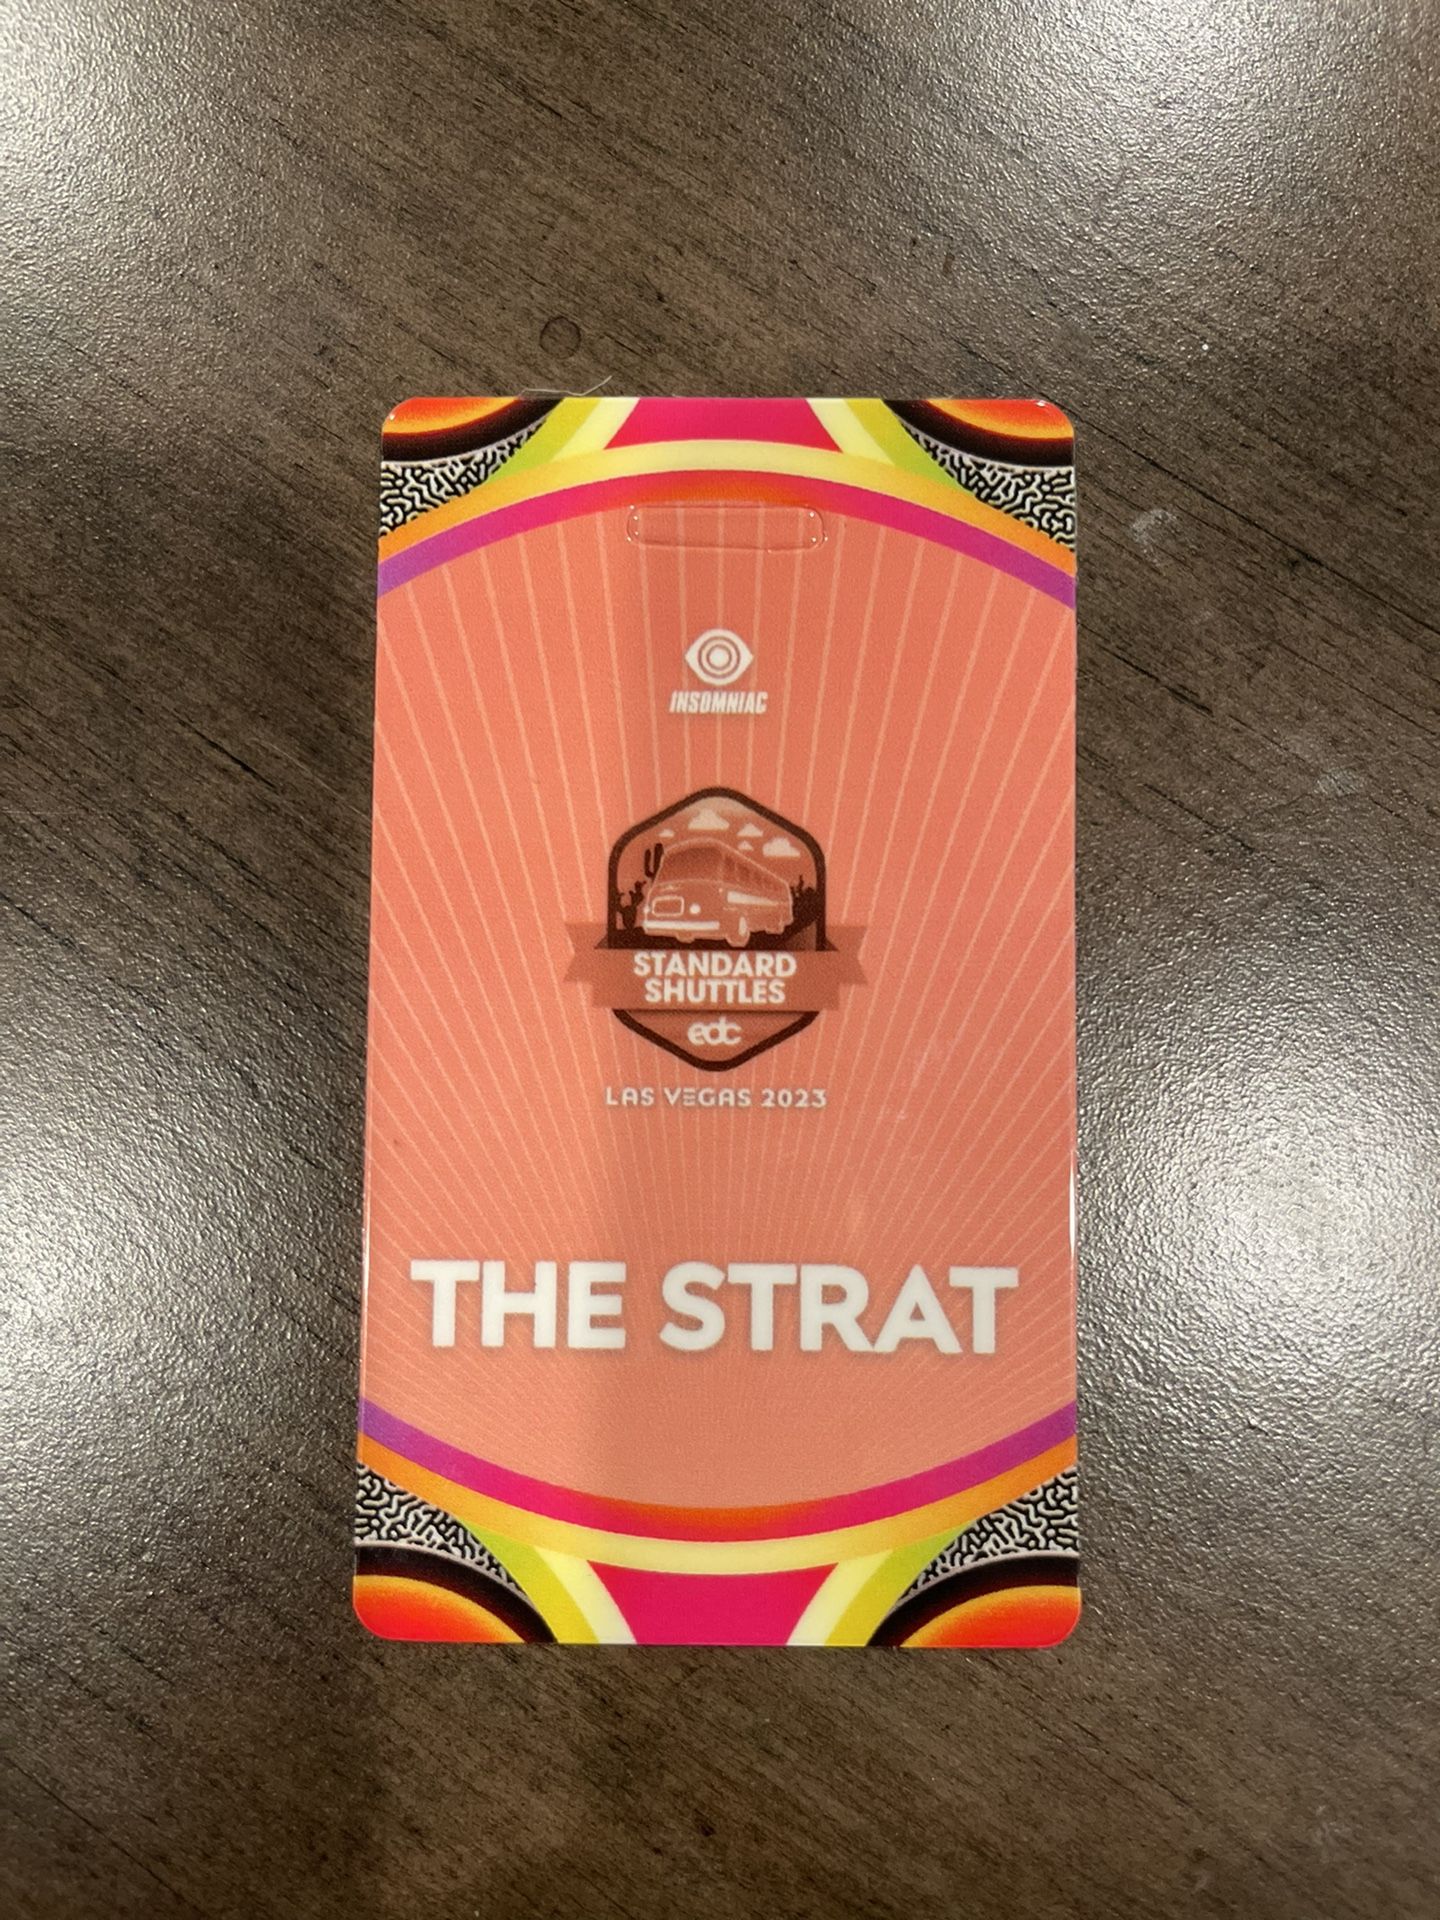 INSOMNIAC
STANDARD
SHUTTLES
edc
LAS VEGAS 2023
THE STRAT